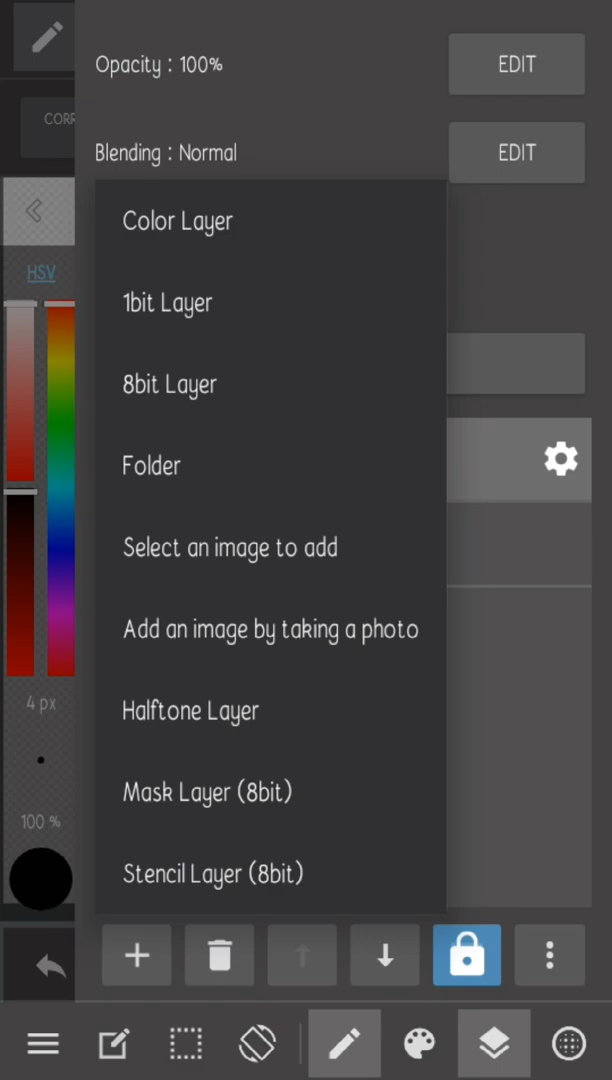 Opacity : 100%
EDIT
Blending : Normal
EDIT
CORR
HSV
Color Layer
1bit Layer
8bit Layer
Folder
Select an image to add
Add an image by taking a photo
Halftone Layer
Mask Layer (8bit)
Stencil Layer (8bit)
4 px
100 %